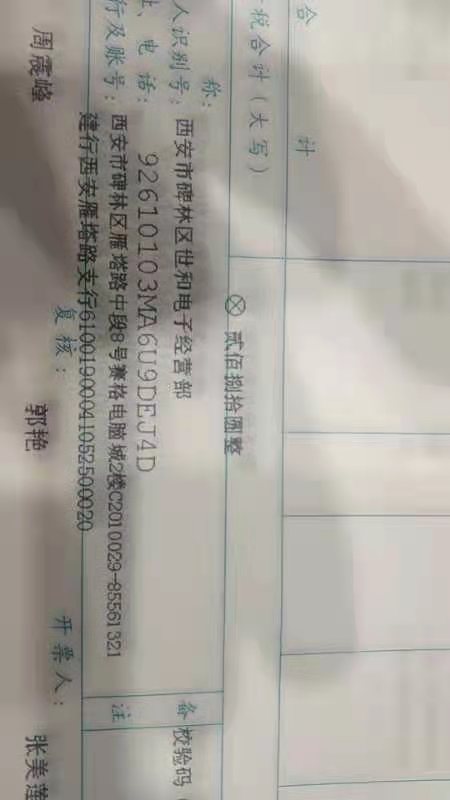 合 计
税合计(大写)
ⓧ 贰佰捌拾圆整
称:
人识别号: 西安市碑林区世和电子经营部
址、电话: 92610103MA6U9DEJ4D
行及账号: 西安市碑林区雁塔路中段8号赛格电脑城2楼C2010029-85561321
建行西安雁塔路支行61001900041052500020
备注
校验码
复核: 开票人:
周震峰 郭艳 张美莲